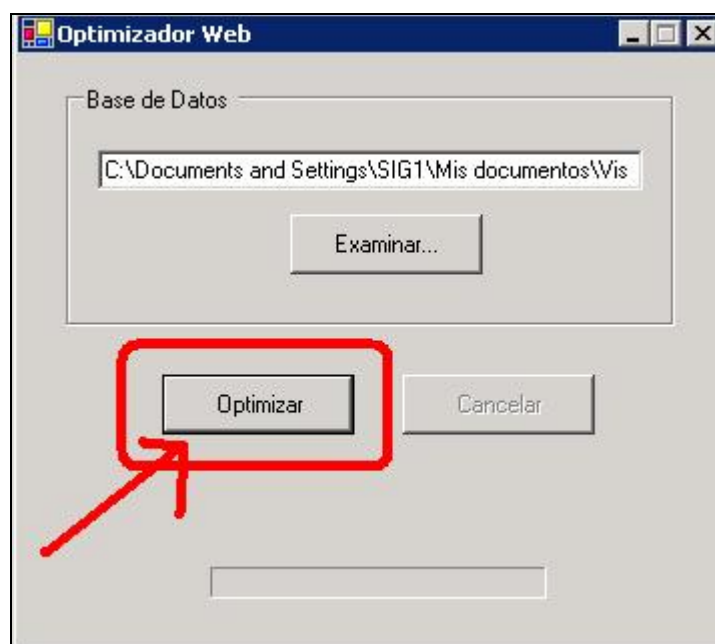 Optimizador Web
Base de Datos
C:\Documents and Settings\SIG1\Mis documentos\Vis
Examinar...
Optimizar
Cancelar